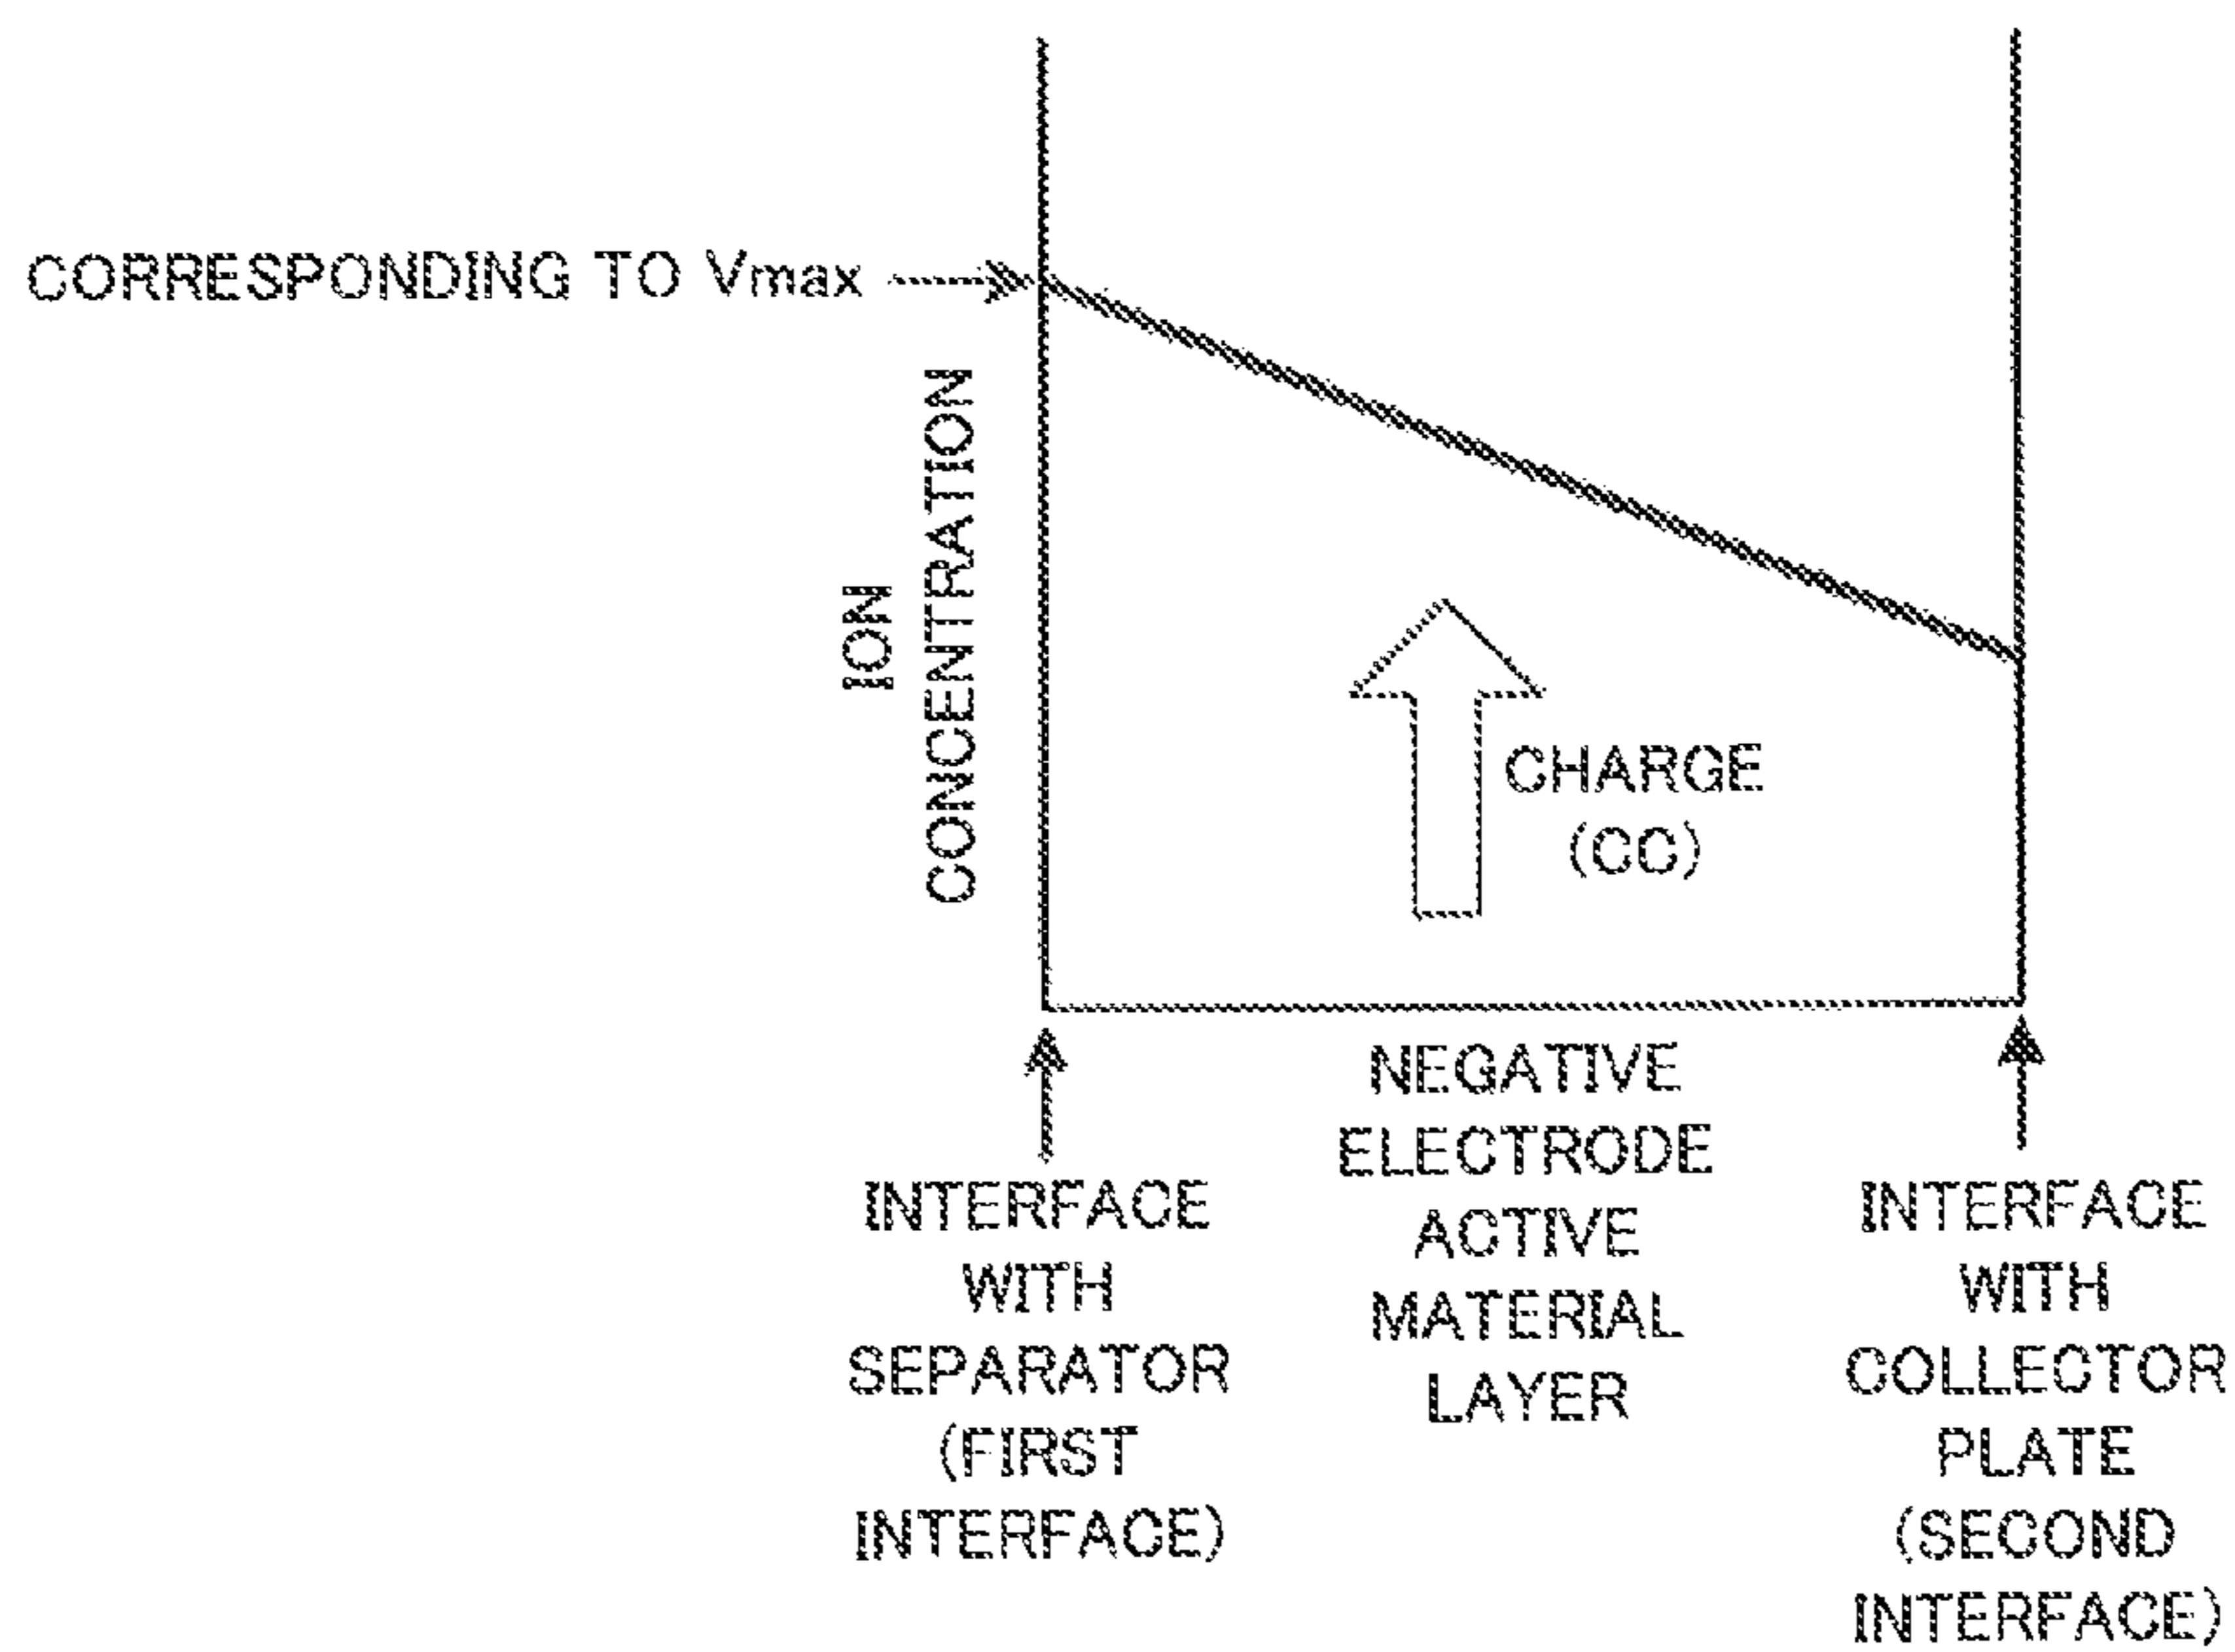 CORRESPONDING TO Vmax
ION
CONCENTRATION
CHARGE
(CC)
INTERFACE
WITH
SEPARATOR
(FIRST
INTERFACE)
NEGATIVE
ELECTRODE
ACTIVE
MATERIAL
LAYER
INTERFACE
WITH
COLLECTOR
PLATE
(SECOND
INTERFACE)